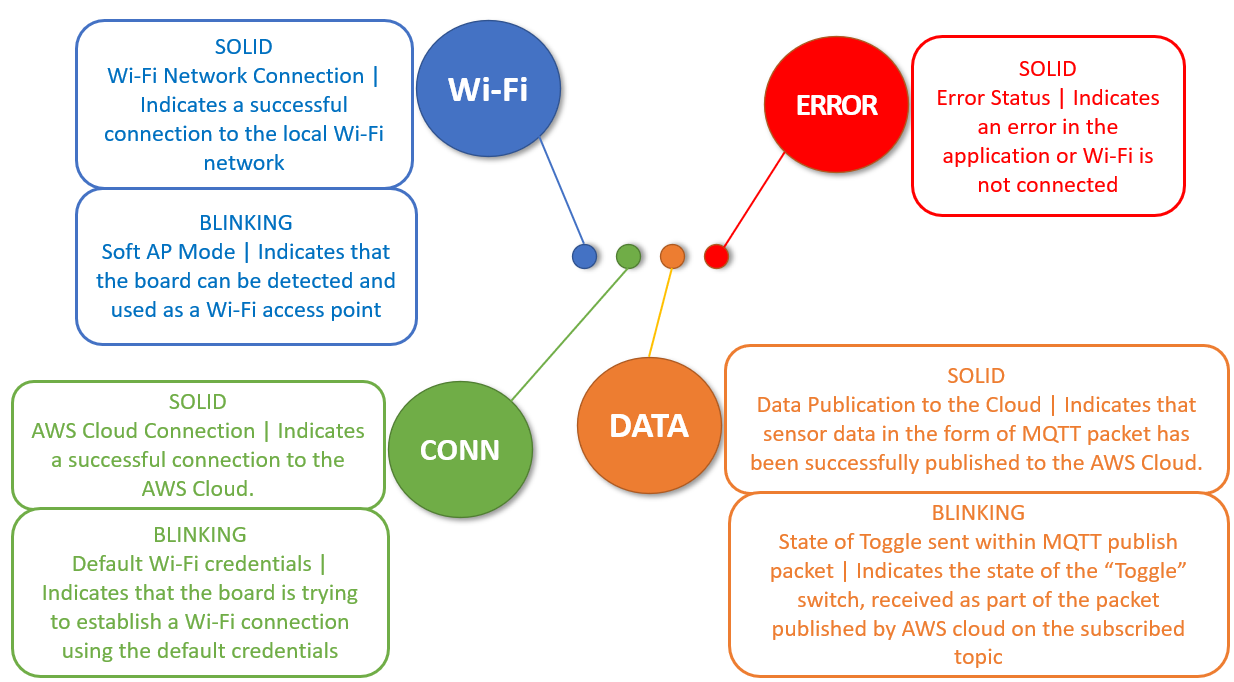 SOLID
Wi-Fi Network Connection |
Indicates a successful
connection to the local Wi-Fi
network
Wi-Fi
BLINKING
Soft AP Mode | Indicates that
the board can be detected and
used as a Wi-Fi access point
ERROR
SOLID
Error Status | Indicates
an error in the
application or Wi-Fi is
not connected
SOLID
AWS Cloud Connection | Indicates
a successful connection to the
AWS Cloud.
CONN
BLINKING
Default Wi-Fi credentials |
Indicates that the board is trying
to establish a Wi-Fi connection
using the default credentials
DATA
SOLID
Data Publication to the Cloud | Indicates that
sensor data in the form of MQTT packet has
been successfully published to the AWS Cloud.
BLINKING
State of Toggle sent within MQTT publish
packet | Indicates the state of the “Toggle”
switch, received as part of the packet
published by AWS cloud on the subscribed
topic